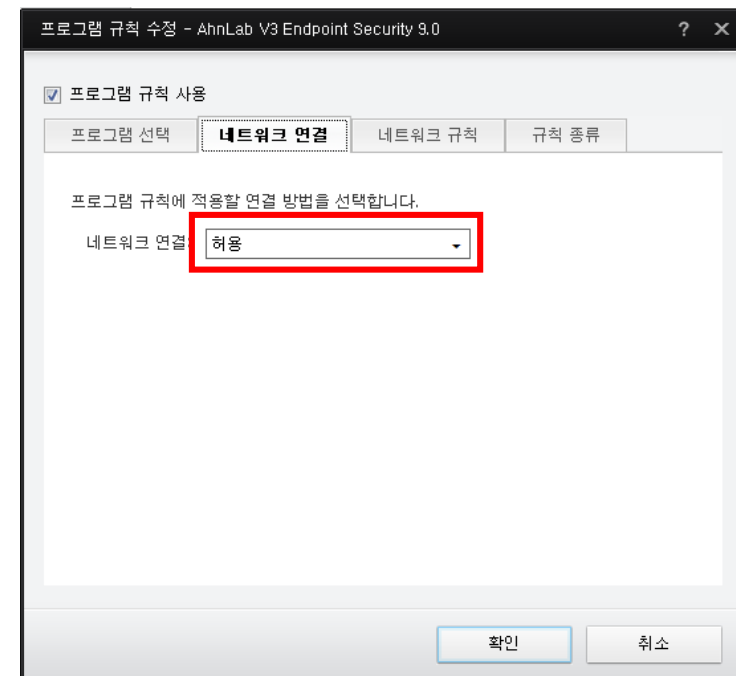 프로그램 규칙 수정 - AhnLab V3 Endpoint Security 9.0 ? X
프로그램 규칙 사용
프로그램 선택 네트워크 연결 네트워크 규칙 규칙 종류
프로그램 규칙에 적용할 연결 방법을 선택합니다.
네트워크 연결: 허용
확인 취소